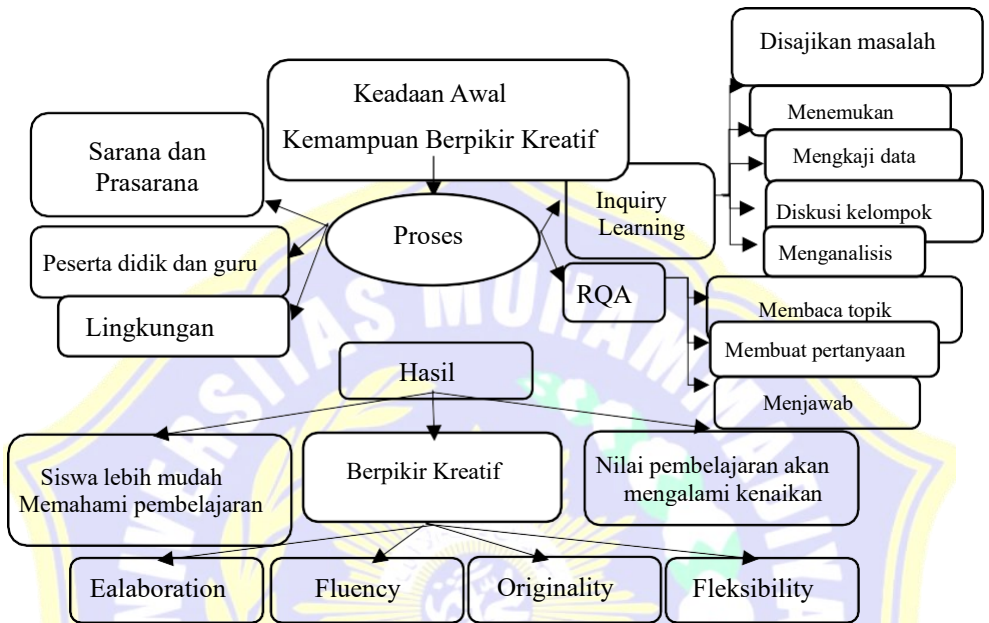 Disajikan masalah
Keadaan Awal
Kemampuan Berpikir Kreatif
Menemukan
Sarana dan
Prasarana
Mengkaji data
Inquiry
Learning
Diskusi kelompok
Proses
Peserta didik dan guru
Menganalisis
RQA
Lingkungan
Membaca topik
Membuat pertanyaan
Hasil
Menjawab
Siswa lebih mudah
Memahami pembelajaran
Berpikir Kreatif
Nilai pembelajaran akan
mengalami kenaikan
Ealaboration
Fluency
Originality
Fleksibility